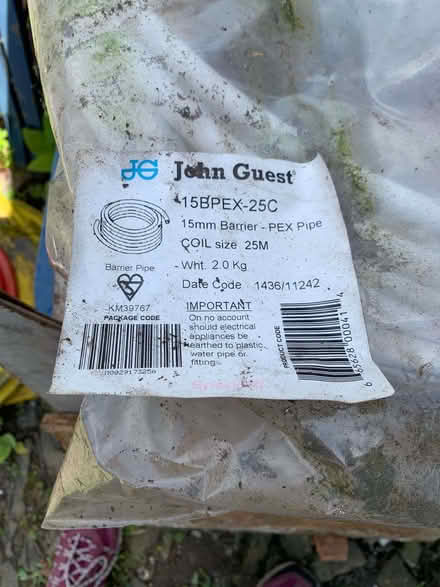 JG John Guest
15BPEX-25C
15mm Barrier - PEX Pipe
COIL size 25M
Wht. 2.0 Kg
Date Code 1436/11242
Barrier Pipe
KM39767
PACKAGE CODE
IMPORTANT
On no account
should electrical
appliances be
earthed to plastic
water pipe or
fitting
PRODUCT CODE